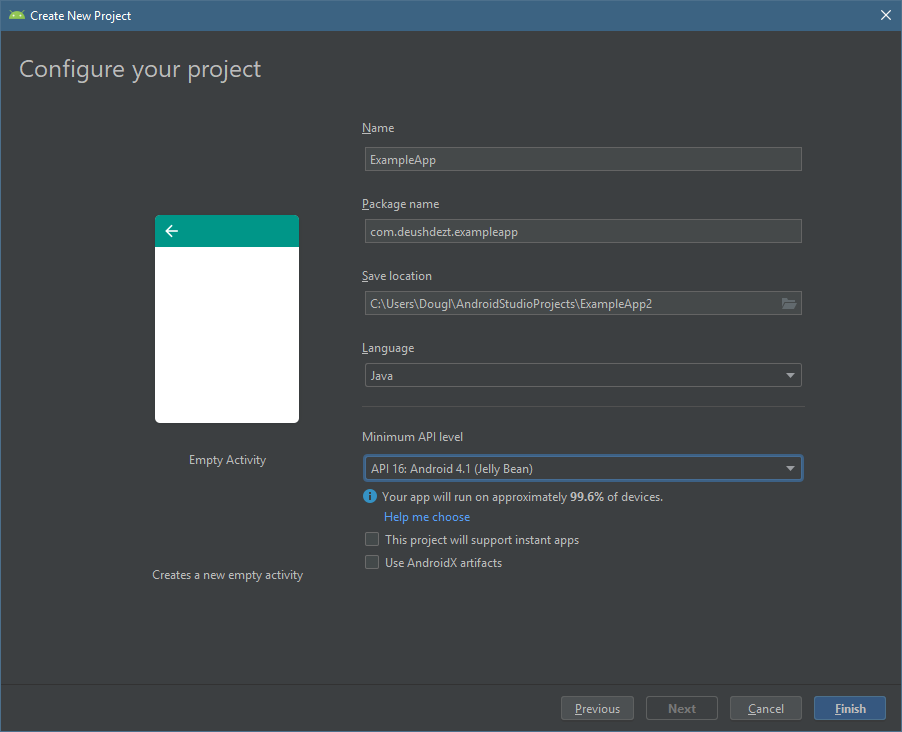 Create New Project
Configure your project
Name
ExampleApp
Package name
com.deushdezt.exampleapp
Save location
C:\Users\Dougl\AndroidStudioProjects\ExampleApp2
Language
Java
Minimum API level
API 16: Android 4.1 (Jelly Bean)
Your app will run on approximately 99.6% of devices.
Help me choose
This project will support instant apps
Use AndroidX artifacts
Empty Activity
Creates a new empty activity
Previous
Next
Cancel
Finish